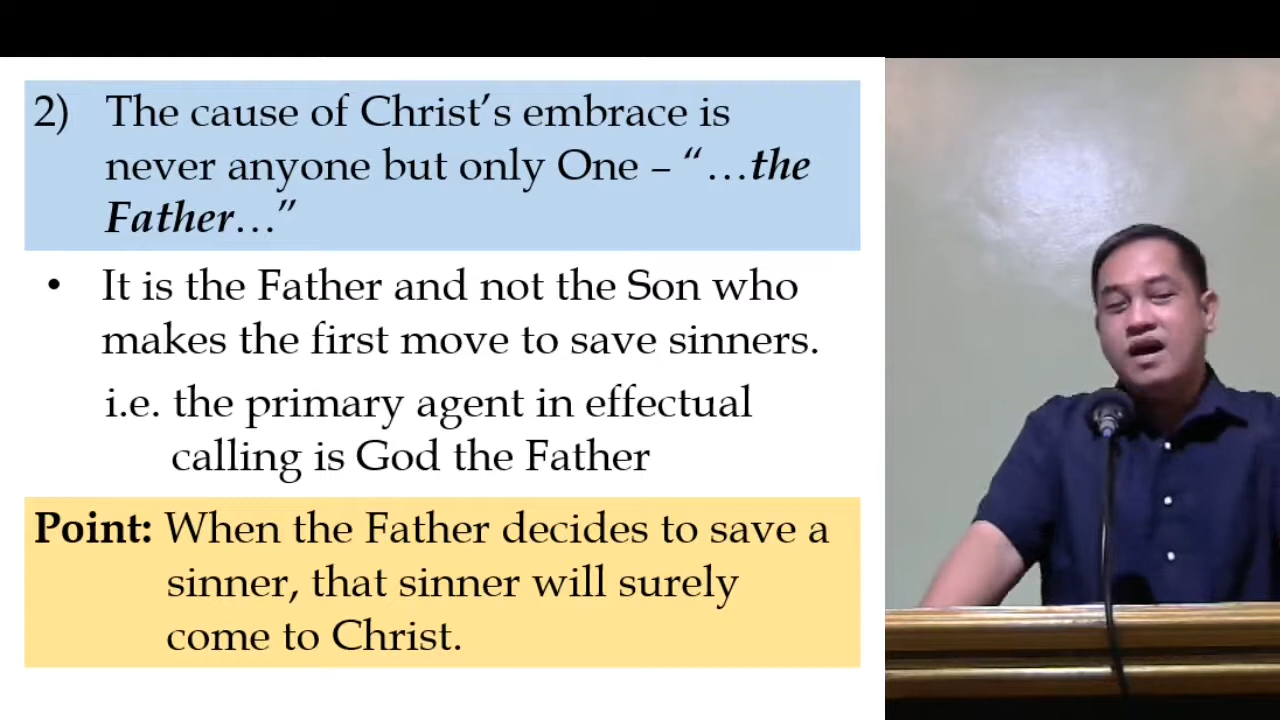 2) The cause of Christ’s embrace is
never anyone but only One – “…the
Father…”
• It is the Father and not the Son who
makes the first move to save sinners.
i.e. the primary agent in effectual
calling is God the Father
Point: When the Father decides to save a
sinner, that sinner will surely
come to Christ.